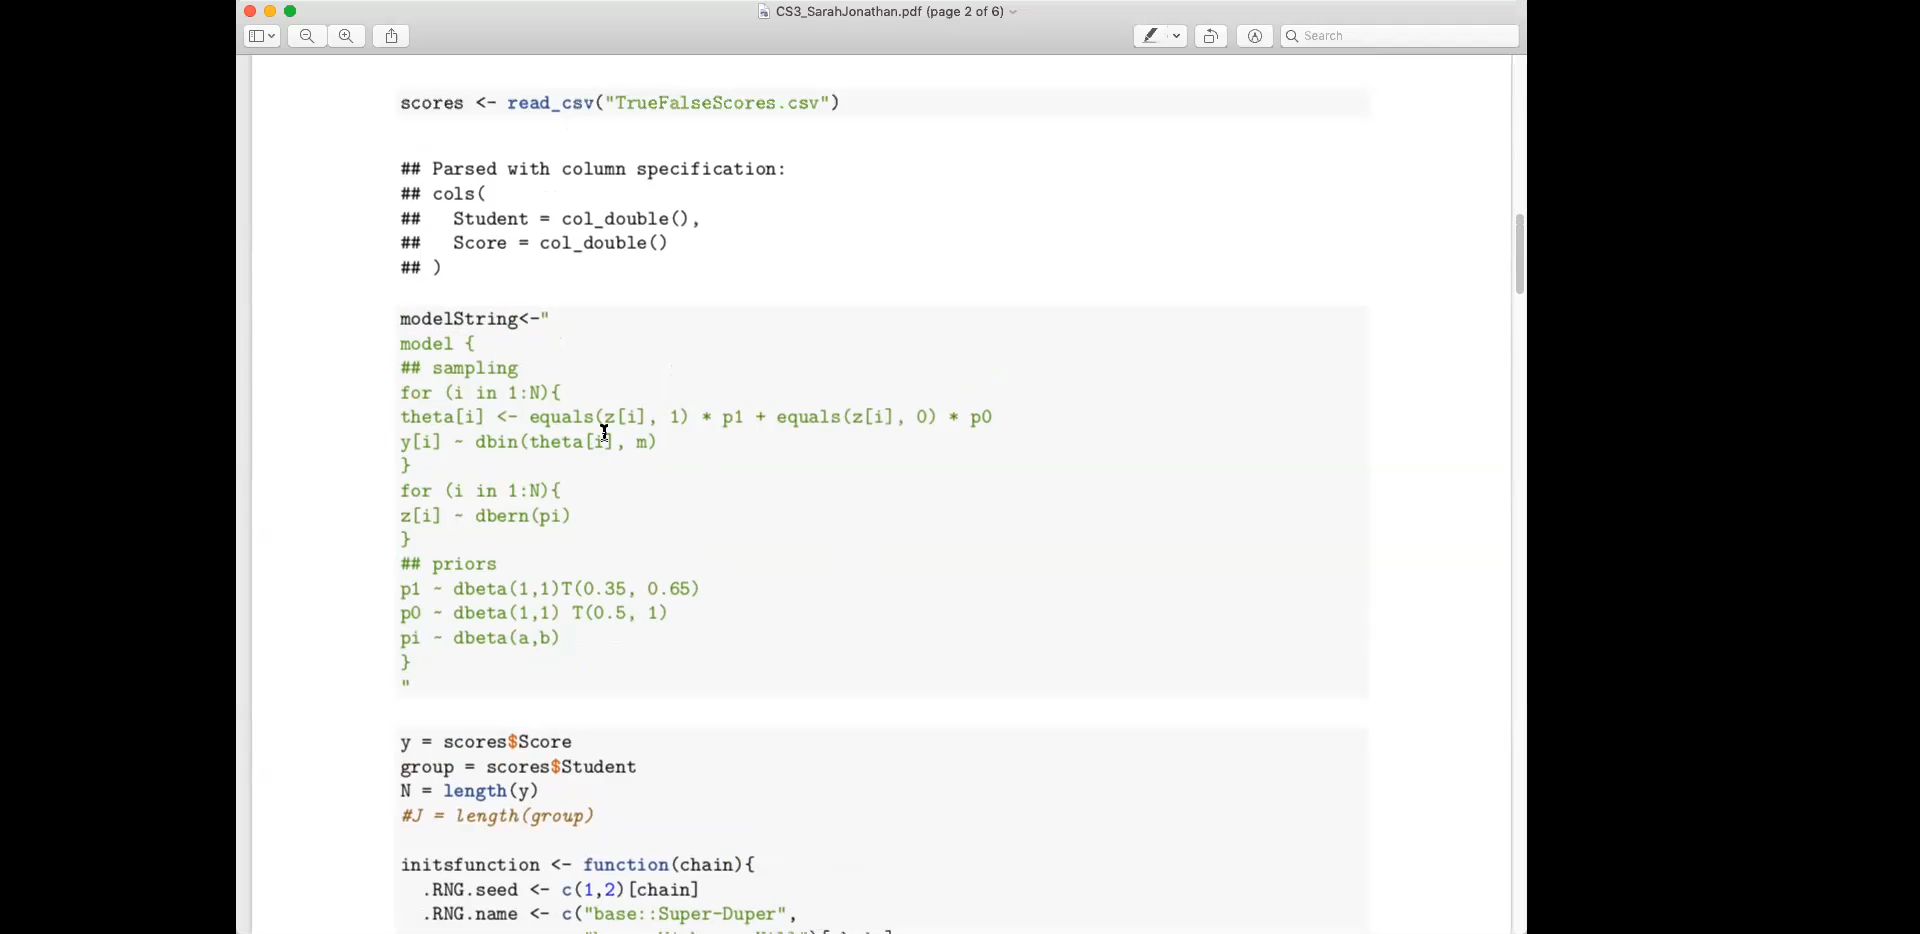 CS3_SarahJonathan.pdf (page 2 of 6)
Search
scores <- read_csv("TrueFalseScores.csv")
## Parsed with column specification:
## cols(
##   Student = col_double(),
##   Score = col_double()
## )
modelString<-"
model {
## sampling
for (i in 1:N){
theta[i] <- equals(z[i], 1) * p1 + equals(z[i], 0) * p0
y[i] ~ dbin(theta[i], m)
}
for (i in 1:N){
z[i] ~ dbern(pi)
}
## priors
p1 ~ dbeta(1,1)T(0.35, 0.65)
p0 ~ dbeta(1,1) T(0.5, 1)
pi ~ dbeta(a,b)
}
"
y = scores$Score
group = scores$Student
N = length(y)
#J = length(group)
initsfunction <- function(chain){
  .RNG.seed <- c(1,2)[chain]
  .RNG.name <- c("base::Super-Duper",